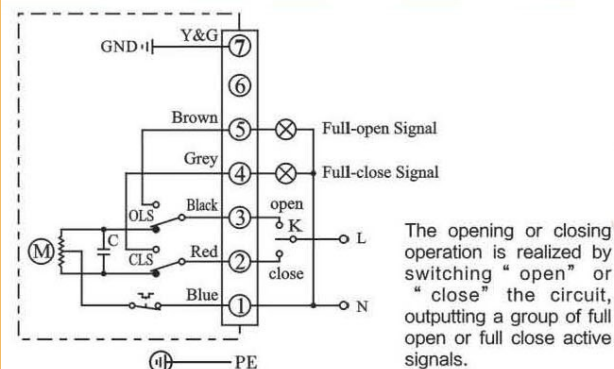 Y&G
GND
7
6
Brown
5
Full-open Signal
Grey
4
Full-close Signal
OLS
Black
3
open
K
L
M
C
CLS
Red
2
close
Blue
1
N
PE
The opening or closing
operation is realized by
switching “ open” or
“ close” the circuit,
outputting a group of full
open or full close active
signals.